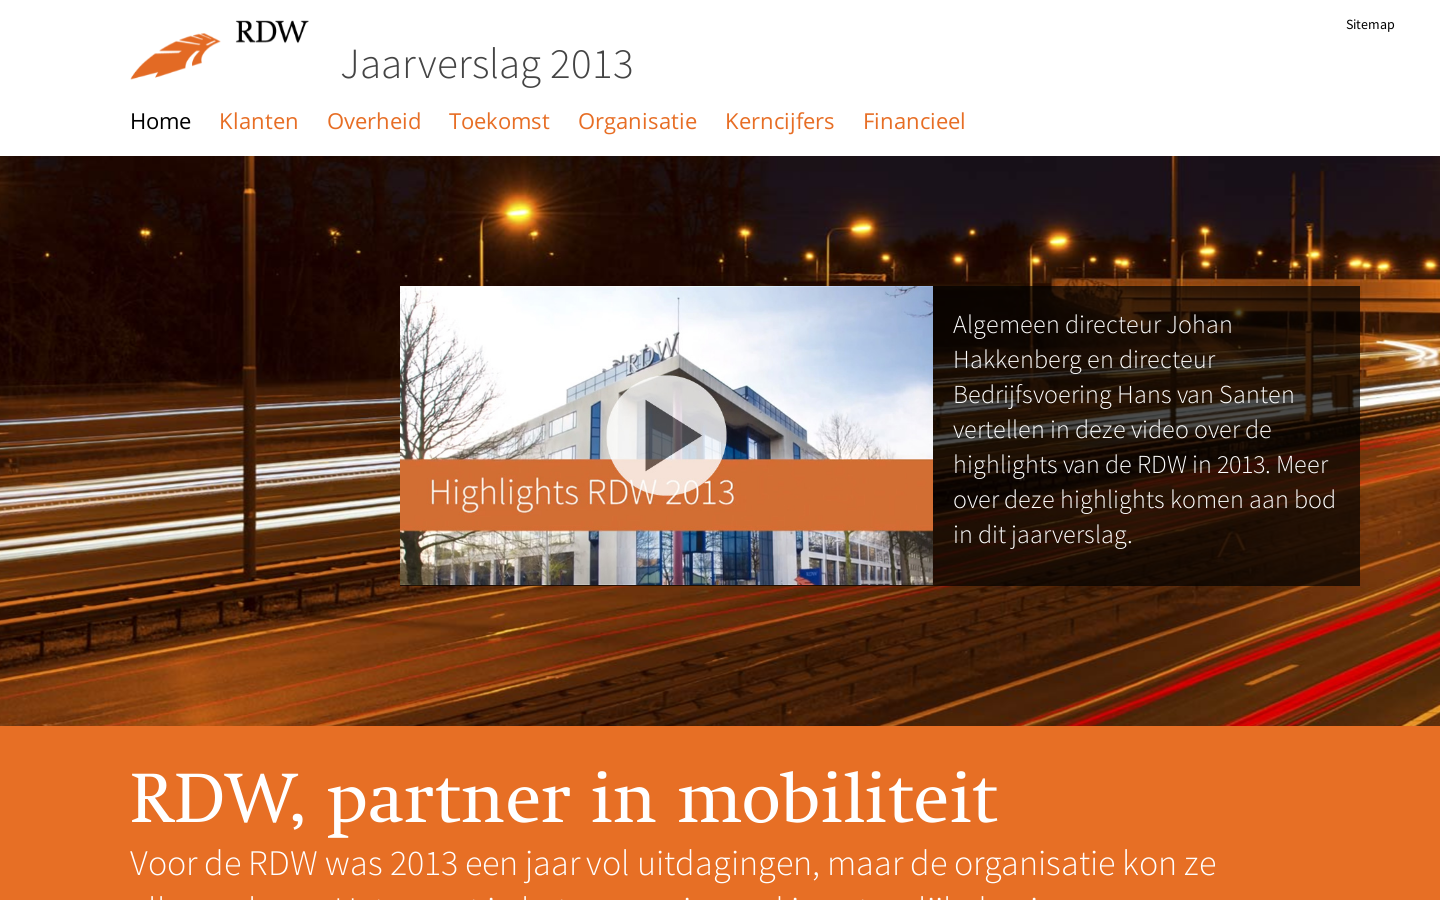 RDW
Sitemap
Jaarverslag 2013
Home Klanten Overheid Toekomst Organisatie Kerncijfers Financieel
RDW
Highlights RDW 2013
Algemeen directeur Johan
Hakkenberg en directeur
Bedrijfsvoering Hans van Santen
vertellen in deze video over de
highlights van de RDW in 2013. Meer
over deze highlights komen aan bod
in dit jaarverslag.
RDW, partner in mobiliteit
Voor de RDW was 2013 een jaar vol uitdagingen, maar de organisatie kon ze